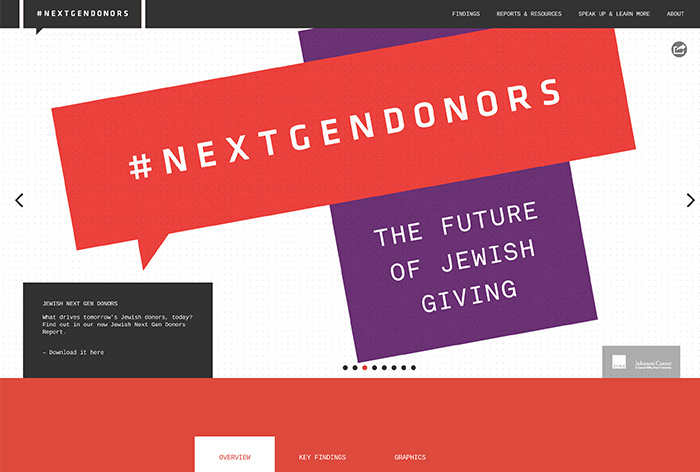 #NEXTGENDONORS
FINDINGS
REPORTS & RESOURCES
SPEAK UP & LEARN MORE
ABOUT
#NEXTGENDONORS
THE FUTURE
OF JEWISH
GIVING
JEWISH NEXT GEN DONORS
What drives tomorrow's Jewish donors, today?
Find out in our new Jewish Next Gen Donors
Report.
– Download it here
Johnson Center
OVERVIEW
KEY FINDINGS
GRAPHICS